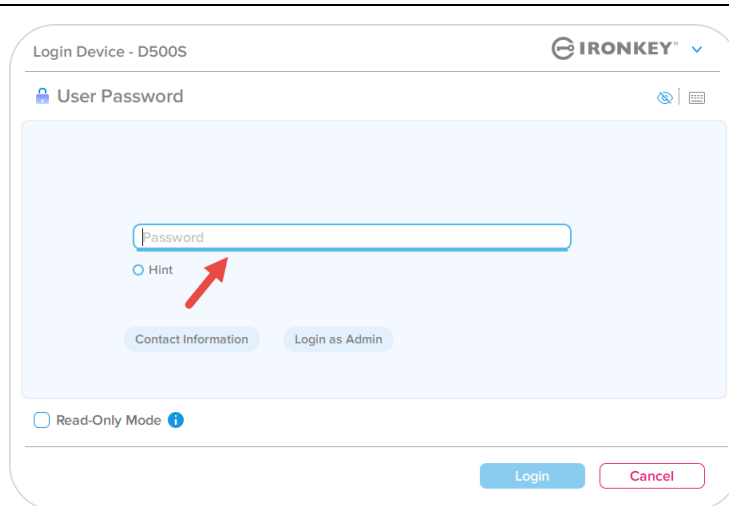 Login Device - D500S
IRONKEY™
User Password
Password
Hint
Contact Information
Login as Admin
Read-Only Mode
Login
Cancel